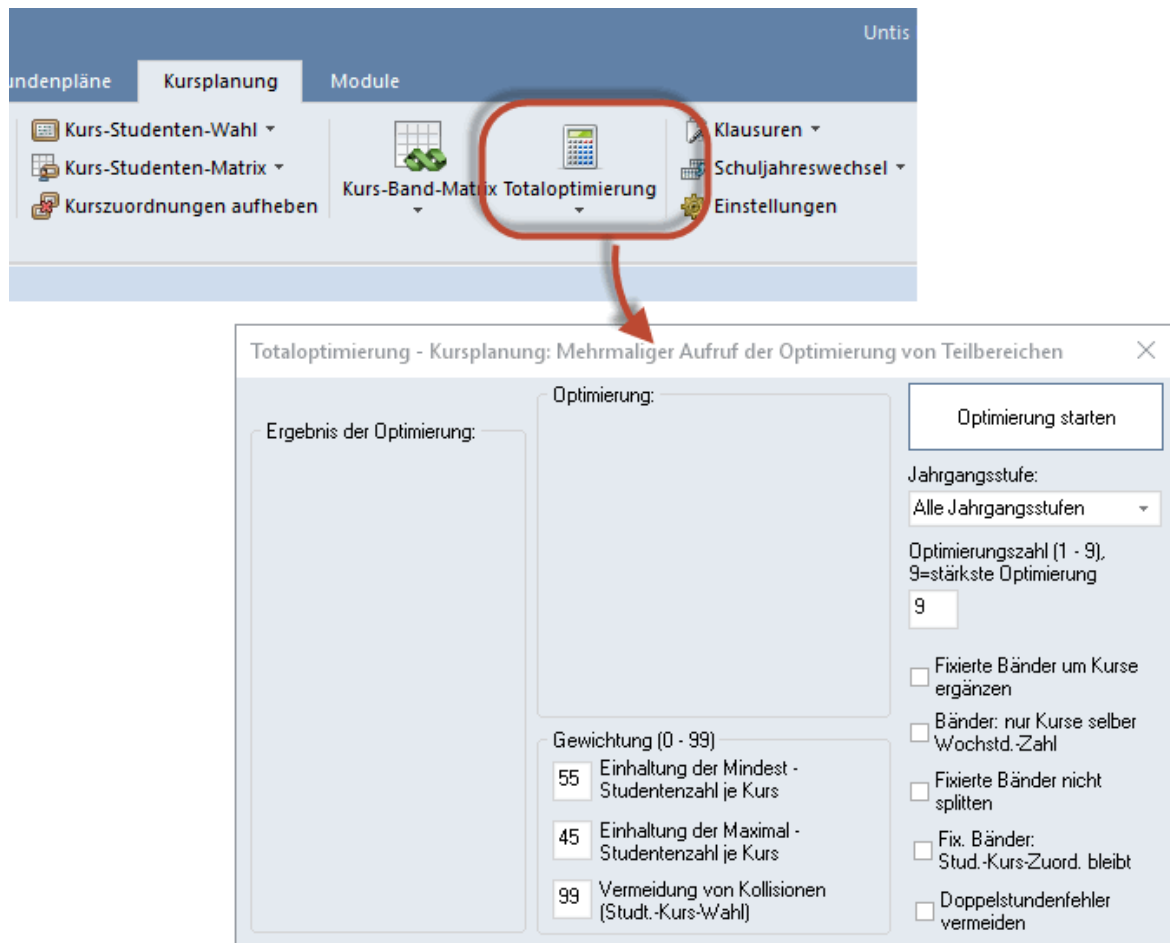 Untis
undenpläne Kursplanung Module
Kurs-Studenten-Wahl
Kurs-Studenten-Matrix
Kurszuordnungen aufheben
Kurs-Band-Matrix
Totaloptimierung
Klausuren
Schuljahreswechsel
Einstellungen
Totaloptimierung - Kursplanung: Mehrmaliger Aufruf der Optimierung von Teilbereichen
Ergebnis der Optimierung:
Optimierung:
Gewichtung (0 - 99)
55 Einhaltung der Mindest -
Studentenzahl je Kurs
45 Einhaltung der Maximal -
Studentenzahl je Kurs
99 Vermeidung von Kollisionen
(Studt.-Kurs-Wahl)
Optimierung starten
Jahrgangsstufe:
Alle Jahrgangsstufen
Optimierungszahl (1 - 9),
9=stärkste Optimierung
9
Fixierte Bänder um Kurse
ergänzen
Bänder: nur Kurse selber
Wochstd.-Zahl
Fixierte Bänder nicht
splitten
Fix. Bänder:
Stud.-Kurs-Zuord. bleibt
Doppelstundenfehler
vermeiden